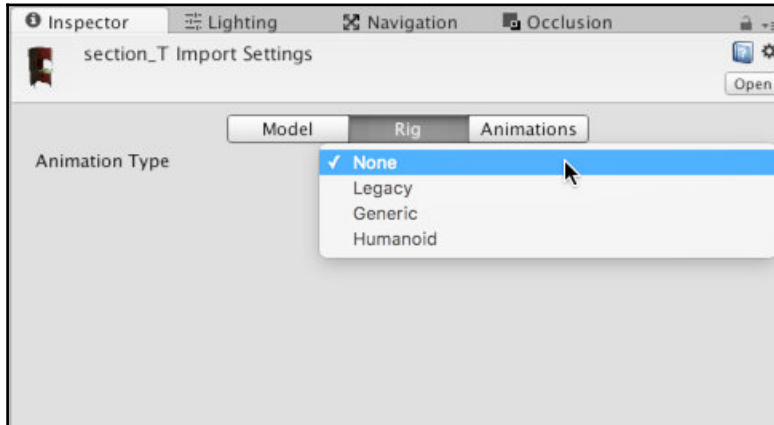 Inspector Lighting Navigation Occlusion
section_T Import Settings
Open
Model Rig Animations
Animation Type
✓ None
Legacy
Generic
Humanoid